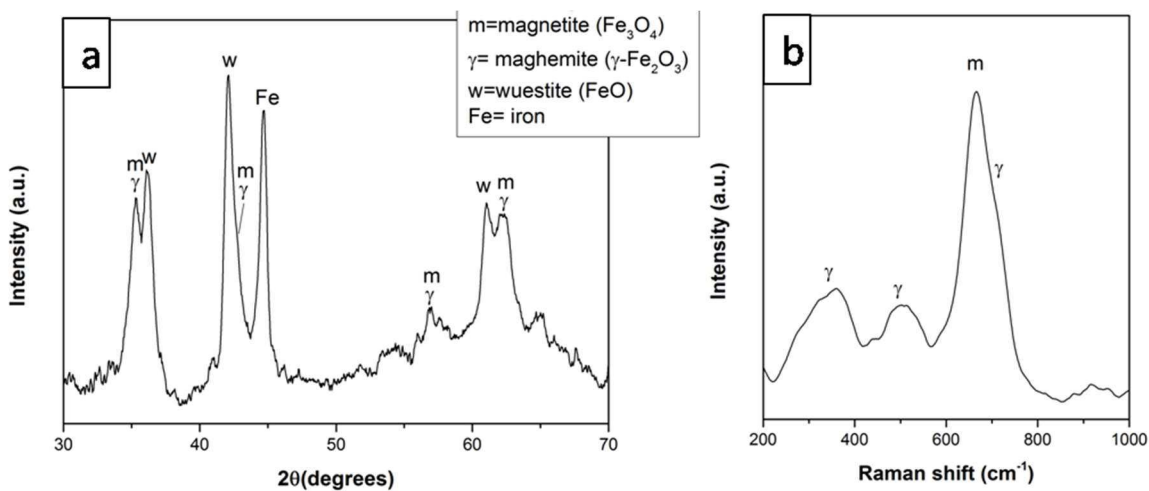 a
m=magnetite (Fe3O4)
γ= maghemite (γ-Fe2O3)
w=wuestite (FeO)
Fe= iron
w
Fe
m
γ
w
m
γ
w
m
γ
m
γ
Intensity (a.u.)
30
40
50
60
70
2θ(degrees)
b
m
γ
γ
γ
Intensity (a.u.)
200
400
600
800
1000
Raman shift (cm-1)